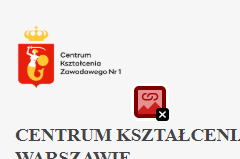 Centrum
Kształcenia
Zawodowego Nr 1
CENTRUM KSZTAŁCENI
WARSZAWIE